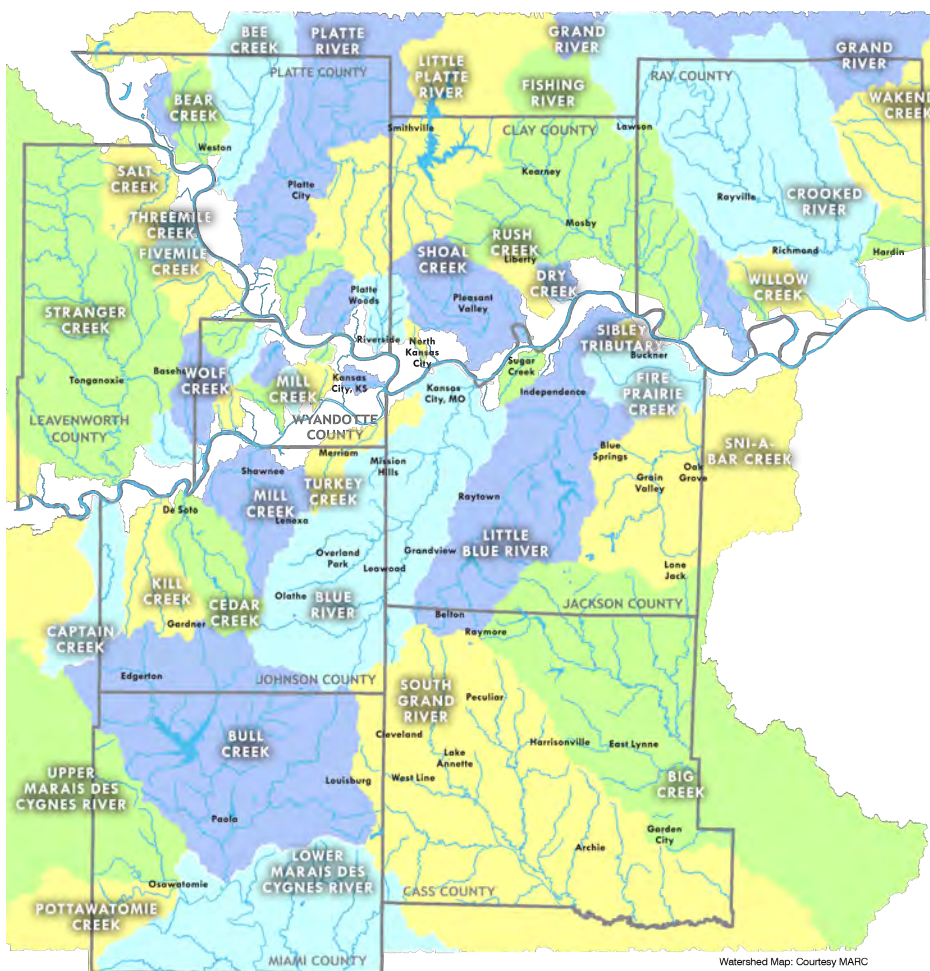 BEE
CREEK
PLATTE
RIVER
PLATTE COUNTY
LITTLE
PLATTE
RIVER
GRAND
RIVER
FISHING
RIVER
RAY COUNTY
GRAND
RIVER
BEAR
CREEK
WAKEND
CREEK
Weston
Smithville
CLAY COUNTY
Lawson
SALT
CREEK
Platte
City
Kearney
Rayville
CROOKED
RIVER
THREEMILE
CREEK
FIVEMILE
CREEK
Mosby
RUSH
CREEK
Liberty
SHOAL
CREEK
DRY
CREEK
Richmond
Hardin
WILLOW
CREEK
Platte
Woods
Pleasant
Valley
STRANGER
CREEK
Riverside
North
Kansas
City
SIBLEY
TRIBUTARY
Buckner
Sugar
Creek
Tonganoxie
Baseh
WOLF
CREEK
MILL
CREEK
Kansas
City, KS
Kansas
City, MO
Independence
FIRE
PRAIRIE
CREEK
LEAVENWORTH
COUNTY
WYANDOTTE
COUNTY
Merriam
Mission
Hills
Blue
Springs
SNI-A-
BAR CREEK
Shawnee
TURKEY
CREEK
Grain
Valley
Oak
Grove
MILL
CREEK
Lenexa
Raytown
De Soto
LITTLE
BLUE RIVER
Overland
Park
Leawood
Grandview
Lone
Jack
KILL
CREEK
CEDAR
CREEK
Olathe
BLUE
RIVER
JACKSON COUNTY
Gardner
Belton
Raymore
CAPTAIN
CREEK
Edgerton
JOHNSON COUNTY
SOUTH
GRAND
RIVER
Peculiar
BULL
CREEK
Cleveland
Harrisonville
East Lynne
Lake
Annette
UPPER
MARAIS DES
CYGNES RIVER
Louisburg
West Line
BIG
CREEK
Paola
Garden
City
Archie
LOWER
MARAIS DES
CYGNES RIVER
Osawatomie
CASS COUNTY
POTTAWATOMIE
CREEK
MIAMI COUNTY
Watershed Map: Courtesy MARC